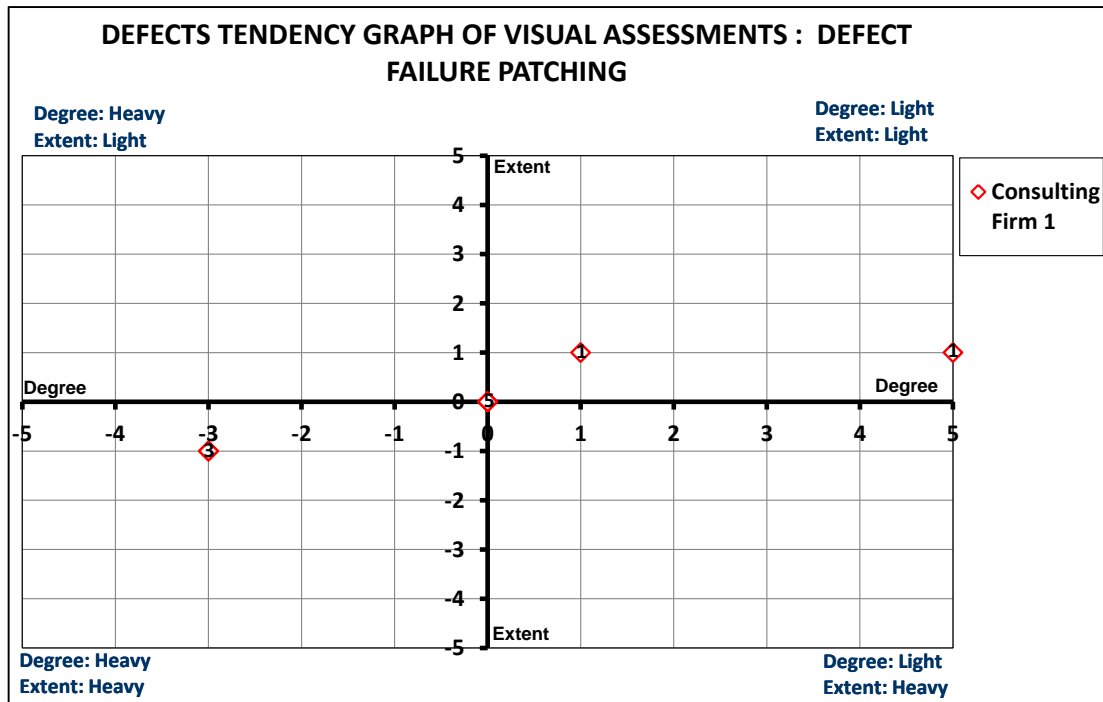 DEFECTS TENDENCY GRAPH OF VISUAL ASSESSMENTS : DEFECT
FAILURE PATCHING
Degree: Heavy
Extent: Light
Degree: Light
Extent: Light
5
Extent
4
3
2
1
1
1
Degree
Degree
0
5
-5
-4
-3
-2
-1
0
1
2
3
4
5
-1
3
-2
-3
-4
-5
Extent
Degree: Heavy
Extent: Heavy
Degree: Light
Extent: Heavy
Consulting
Firm 1